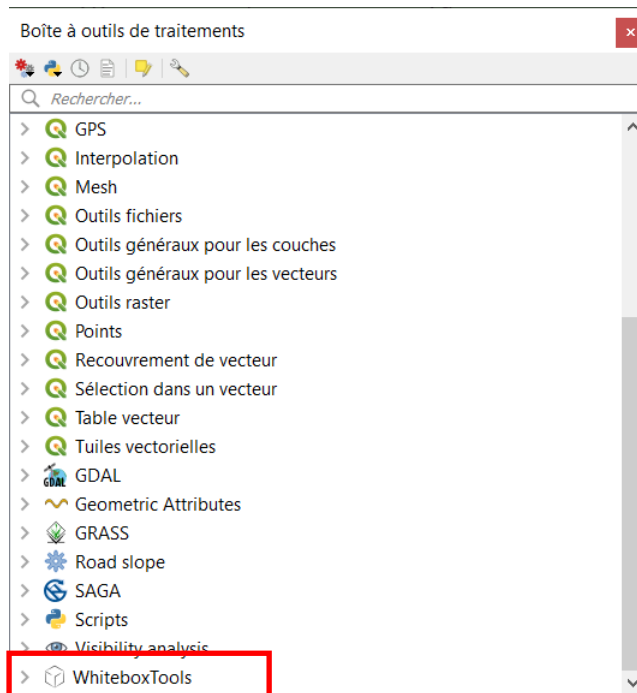 Boîte à outils de traitements
Rechercher...
GPS
Interpolation
Mesh
Outils fichiers
Outils généraux pour les couches
Outils généraux pour les vecteurs
Outils raster
Points
Recouvrement de vecteur
Sélection dans un vecteur
Table vecteur
Tuiles vectorielles
GDAL GDAL
Geometric Attributes
GRASS
Road slope
SAGA
Scripts
Visibility analysis
WhiteboxTools